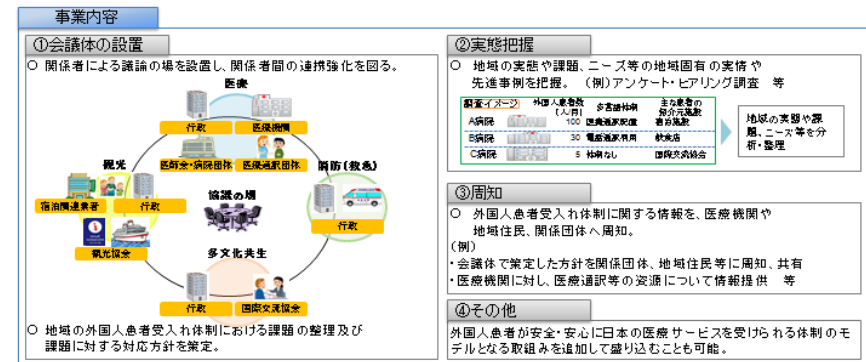 事業内容
①会議体の設置
○ 関係者による議論の場を設置し、関係者間の連携強化を図る。
医療
行政
医療機関
医師会・病院団体
医療通訳団体
観光
宿泊関連業者
行政
観光協会
消防(救急)
行政
協議の場
多文化共生
行政
国際交流協会
○ 地域の外国人患者受入れ体制における課題の整理及び
課題に対する対応方針を策定。
②実態把握
○ 地域の実態や課題、ニーズ等の地域固有の実情や
先進事例を把握。 (例)アンケート・ヒアリング調査 等
調査イメージ 外国人患者数(人/月) 多言語体制 主な患者の紹介元施設
A病院 100 医療通訳配置 宿泊施設
B病院 30 電話通訳利用 飲食店
C病院 5 体制なし 国際交流協会
地域の実態や課
題、ニーズ等を分
析・整理
③周知
○ 外国人患者受入れ体制に関する情報を、医療機関や
地域住民、関係団体へ周知。
(例)
・会議体で策定した方針を関係団体、地域住民等に周知、共有
・医療機関に対し、医療通訳等の資源について情報提供 等
④その他
外国人患者が安全・安心に日本の医療サービスを受けられる体制のモ
デルとなる取組みを追加して盛り込むことも可能。